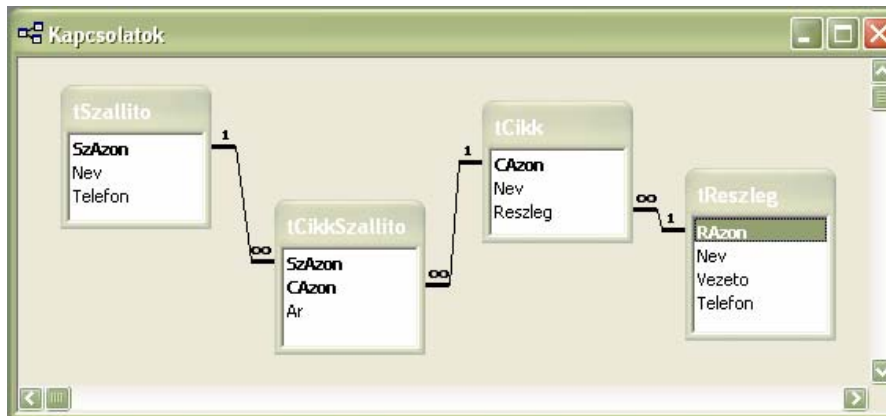 Kapcsolatok
tSzallito
SzAzon
Nev
Telefon
1
∞
tCikkSzallito
SzAzon
CAzon
Ar
∞
1
tCikk
CAzon
Nev
Reszleg
∞
1
tReszleg
RAzon
Nev
Vezeto
Telefon